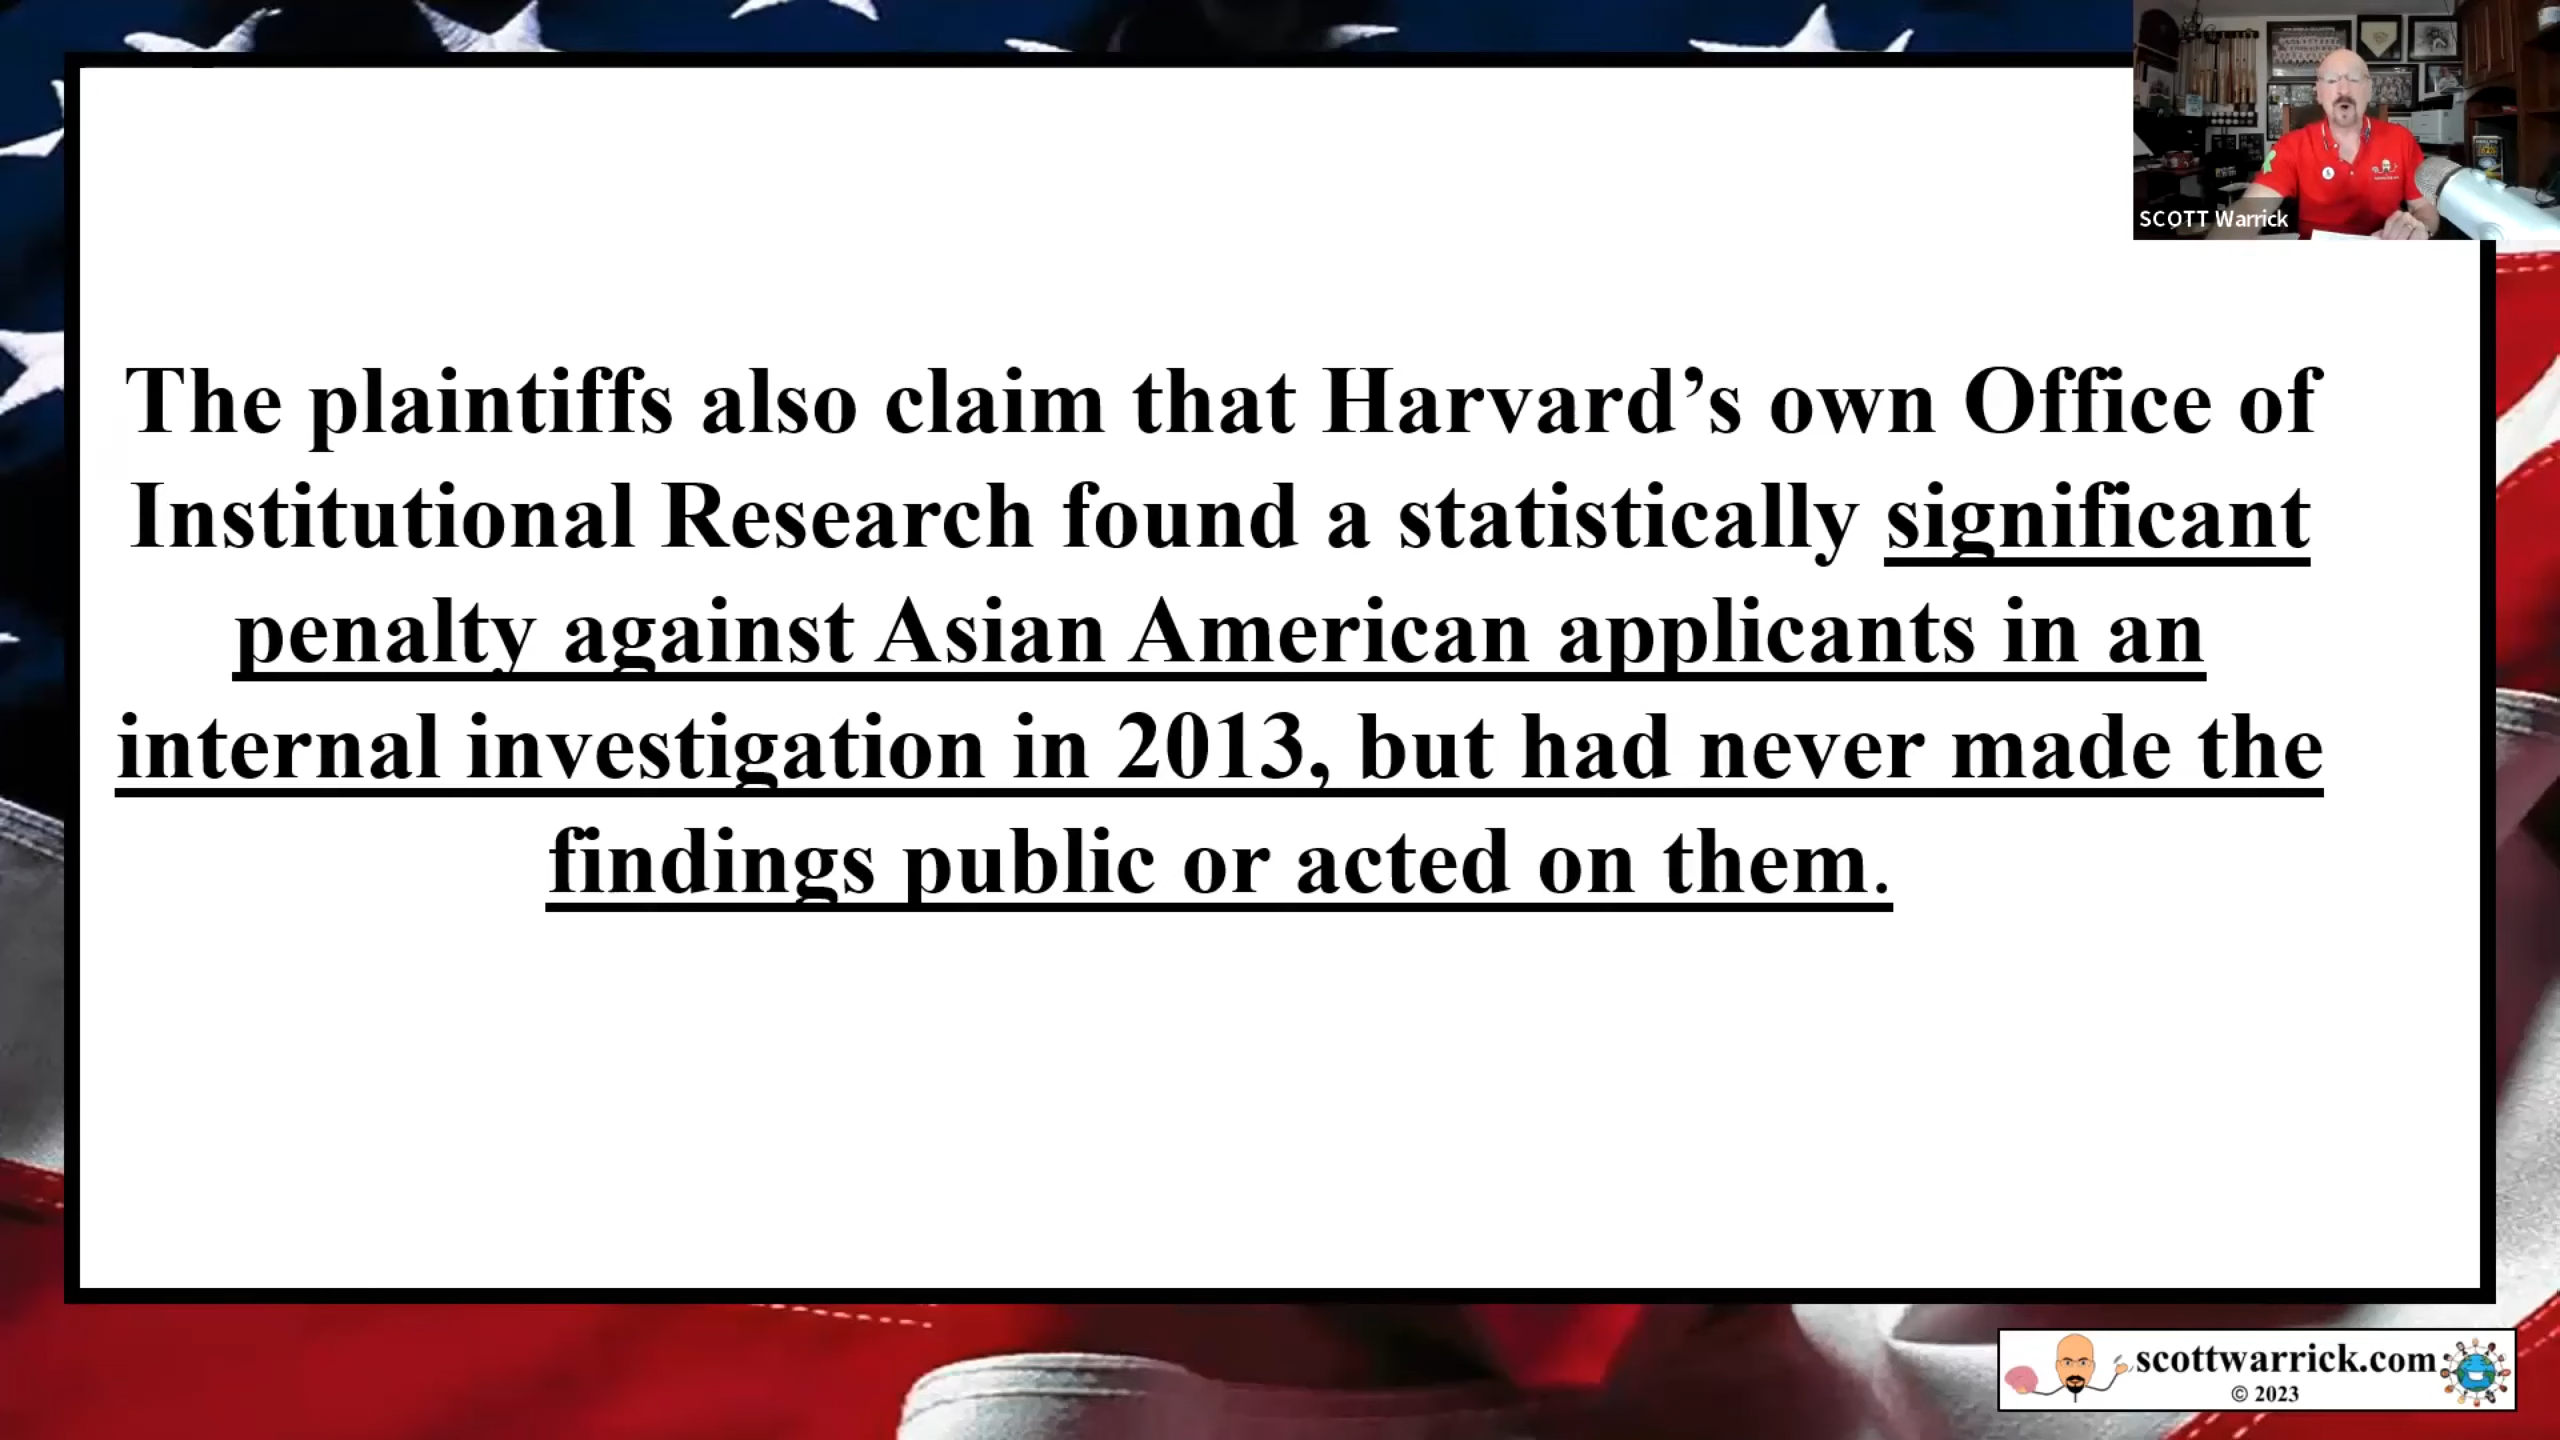 SCOTT Warrick
The plaintiffs also claim that Harvard’s own Office of
Institutional Research found a statistically significant
penalty against Asian American applicants in an
internal investigation in 2013, but had never made the
findings public or acted on them.
scottwarrick.com
© 2023